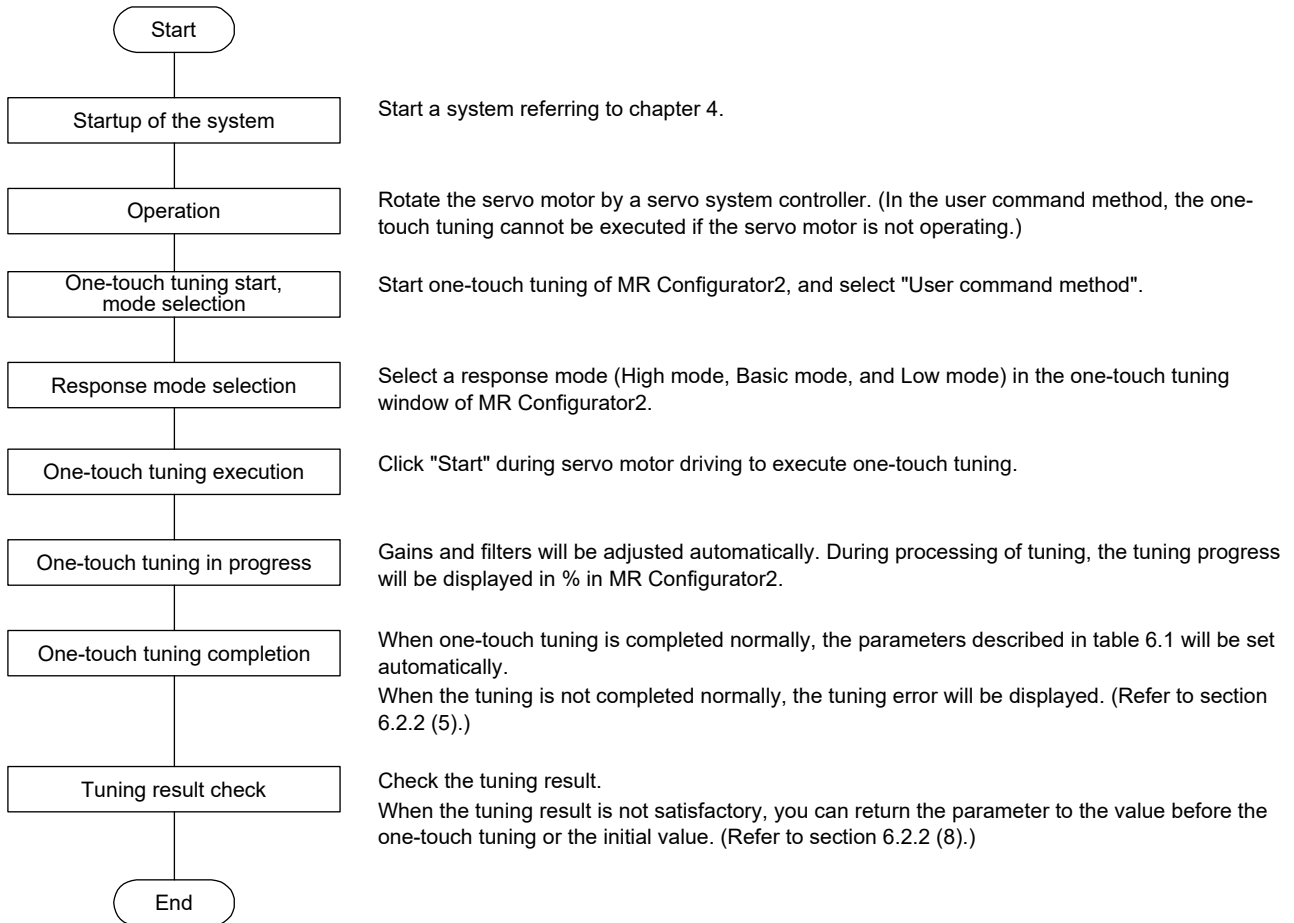 Start
Startup of the system
Start a system referring to chapter 4.
Operation
Rotate the servo motor by a servo system controller. (In the user command method, the one-
touch tuning cannot be executed if the servo motor is not operating.)
One-touch tuning start,
mode selection
Start one-touch tuning of MR Configurator2, and select "User command method".
Response mode selection
Select a response mode (High mode, Basic mode, and Low mode) in the one-touch tuning
window of MR Configurator2.
One-touch tuning execution
Click "Start" during servo motor driving to execute one-touch tuning.
One-touch tuning in progress
Gains and filters will be adjusted automatically. During processing of tuning, the tuning progress
will be displayed in % in MR Configurator2.
One-touch tuning completion
When one-touch tuning is completed normally, the parameters described in table 6.1 will be set
automatically.
When the tuning is not completed normally, the tuning error will be displayed. (Refer to section
6.2.2 (5).)
Tuning result check
Check the tuning result.
When the tuning result is not satisfactory, you can return the parameter to the value before the
one-touch tuning or the initial value. (Refer to section 6.2.2 (8).)
End